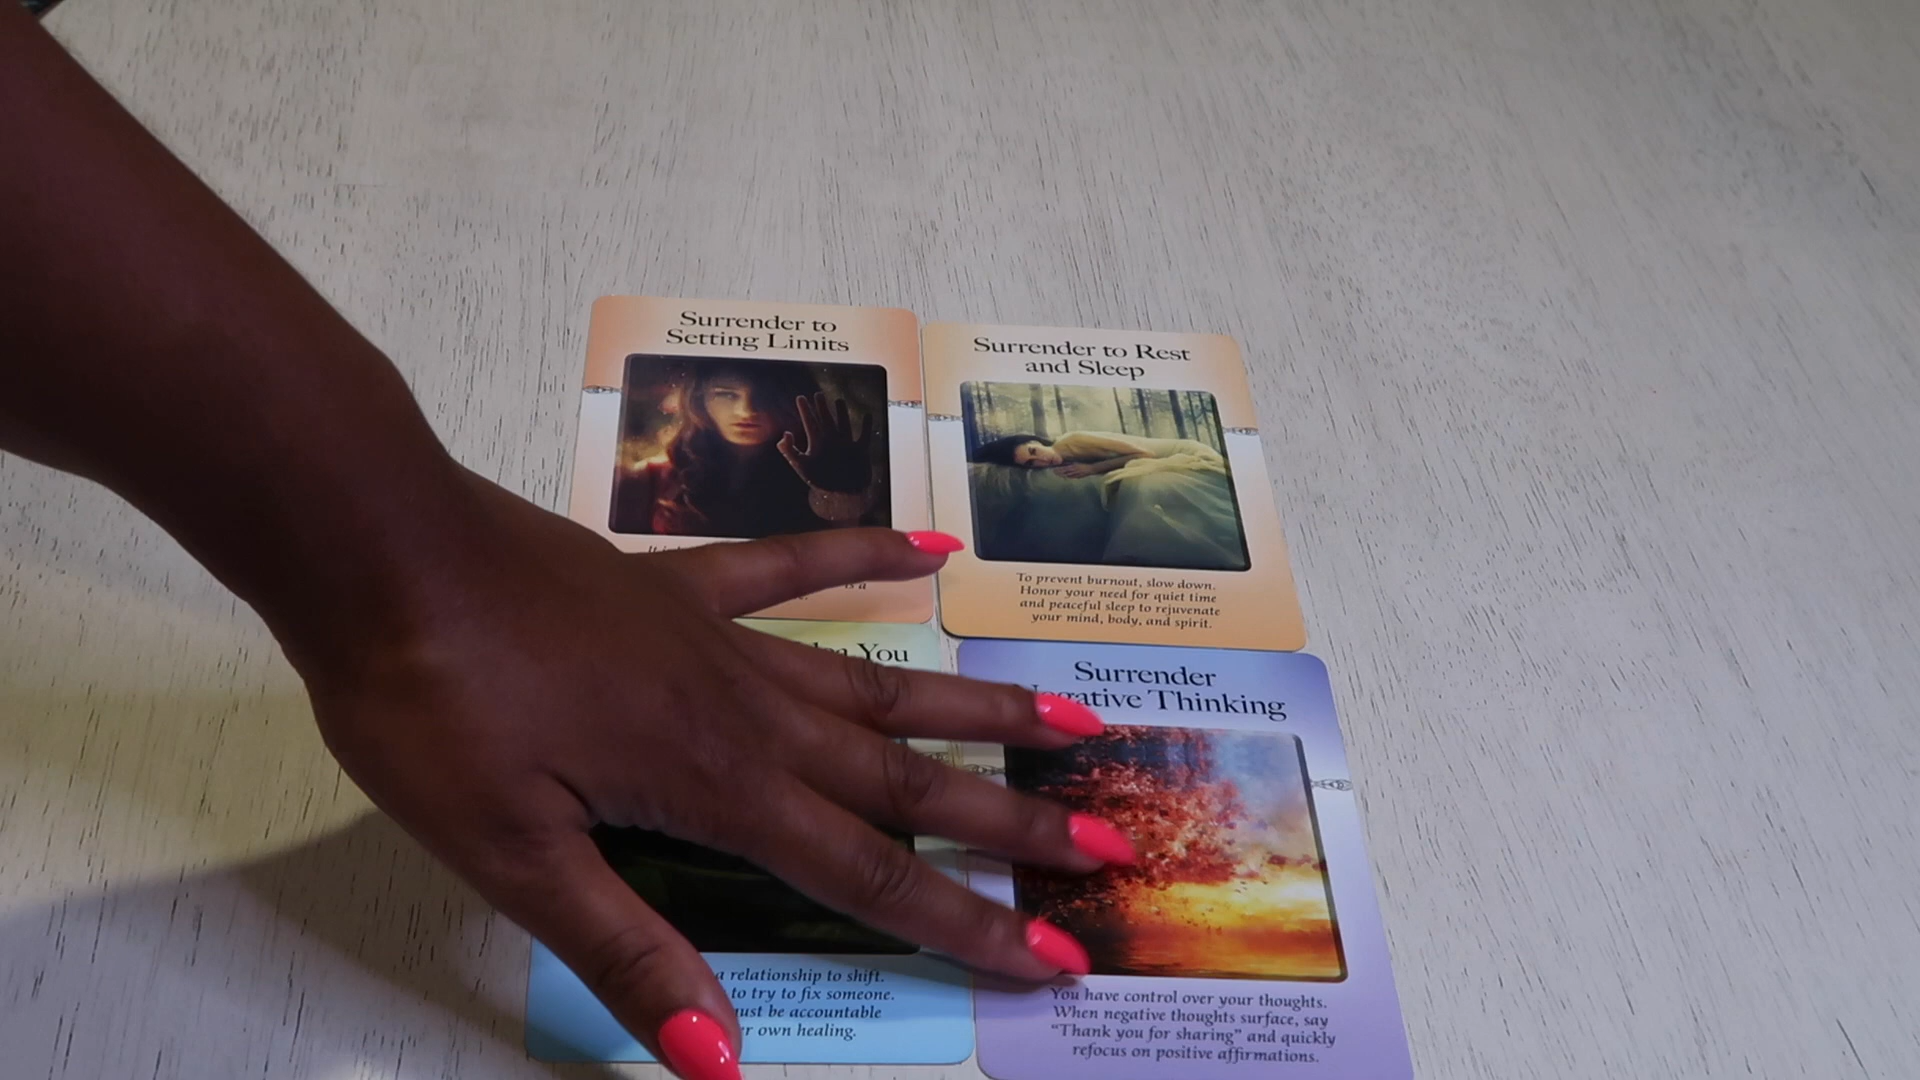 Surrender to
Setting Limits
is a
Surrender to Rest
and Sleep
To prevent burnout, slow down.
Honor your need for quiet time
and peaceful sleep to rejuvenate
your mind, body, and spirit.
You
a relationship to shift.
to try to fix someone.
must be accountable
own healing.
Surrender
Negative Thinking
You have control over your thoughts.
When negative thoughts surface, say
"Thank you for sharing" and quickly
refocus on positive affirmations.